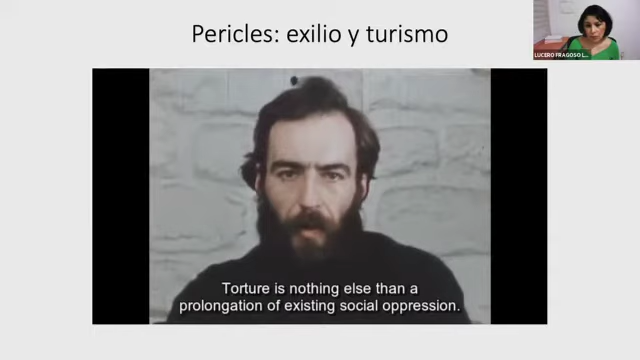 Pericles: exilio y turismo
LUCERO FRAGOSO L...
Torture is nothing else than a
prolongation of existing social oppression.